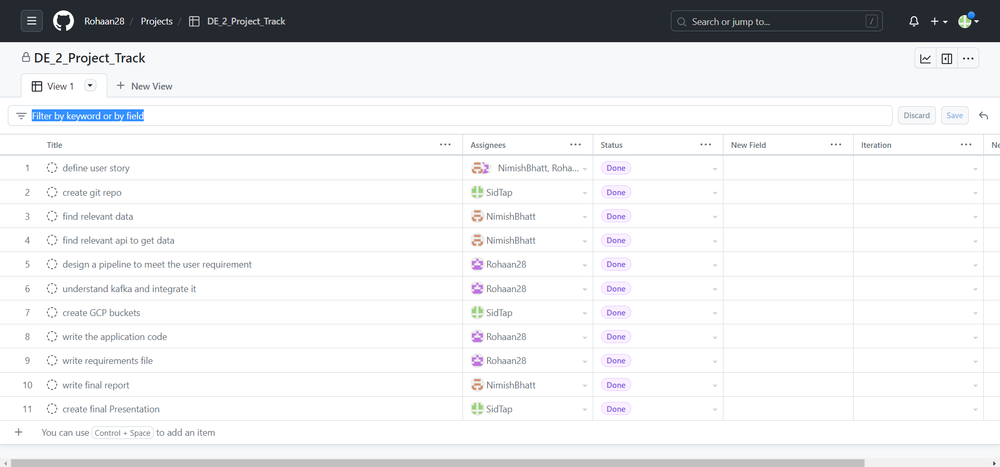 Rohaan28 / Projects / DE_2_Project_Track Search or jump to... /
DE_2_Project_Track
View 1 New View
Filter by keyword or by field Discard Save
Title Assignees Status New Field Iteration Ne
1 define user story NimishBhatt, Roha... Done
2 create git repo SidTap Done
3 find relevant data NimishBhatt Done
4 find relevant api to get data NimishBhatt Done
5 design a pipeline to meet the user requirement Rohaan28 Done
6 understand kafka and integrate it Rohaan28 Done
7 create GCP buckets SidTap Done
8 write the application code Rohaan28 Done
9 write requirements file Rohaan28 Done
10 write final report NimishBhatt Done
11 create final Presentation SidTap Done
+ You can use Control + Space to add an item